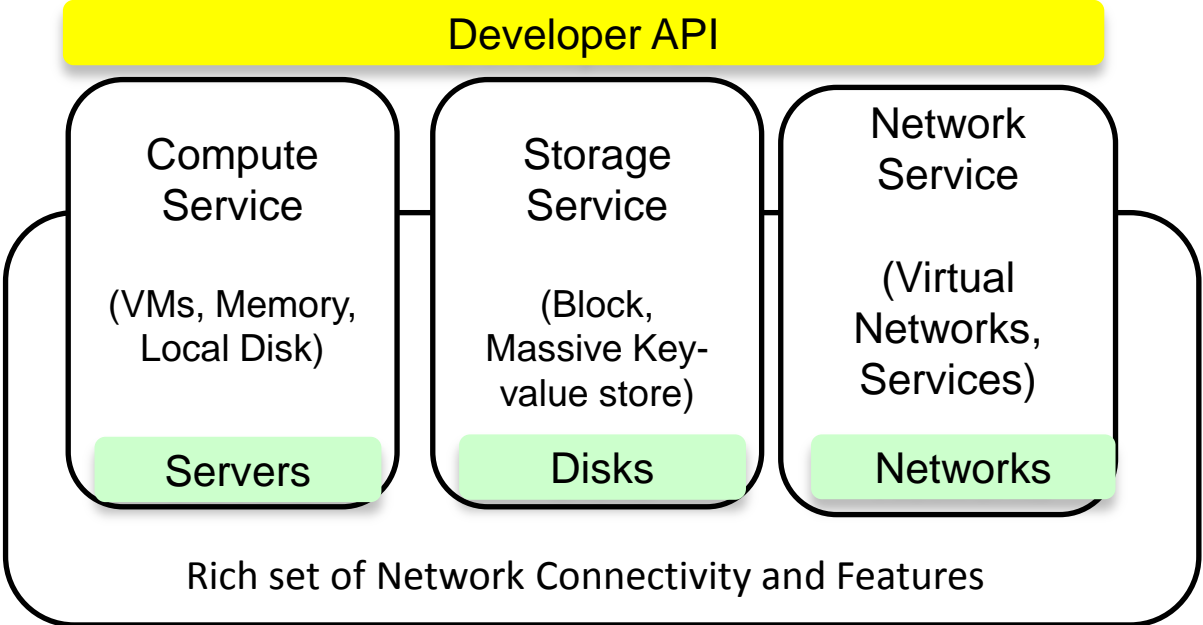 Developer API
Compute
Service
(VMs, Memory,
Local Disk)
Servers
Storage
Service
(Block,
Massive Key-
value store)
Disks
Network
Service
(Virtual
Networks,
Services)
Networks
Rich set of Network Connectivity and Features